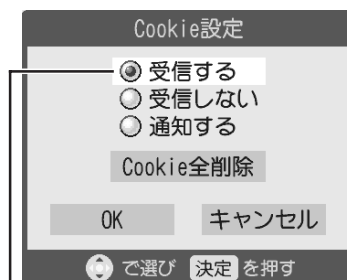 Cookie設定
受信する
受信しない
通知する
Cookie全削除
OK キャンセル
で選び 決定 を押す